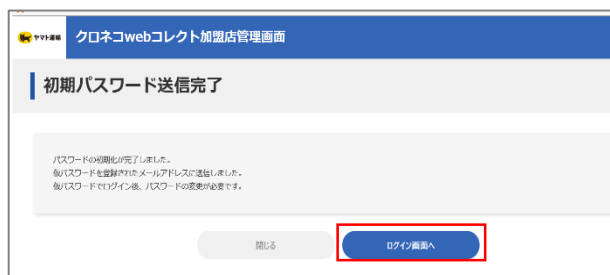 ヤマト運輸 クロネコwebコレクト加盟店管理画面
初期パスワード送信完了
パスワードの初期化が完了しました。
仮パスワードを登録されたメールアドレスに送信しました。
仮パスワードでログイン後、パスワードの変更が必要です。
閉じる ログイン画面へ